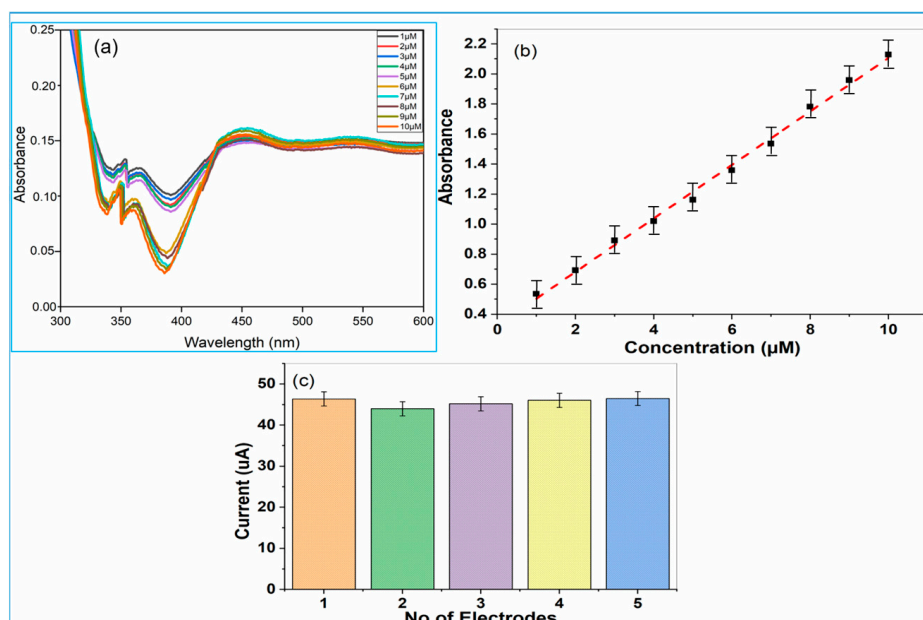 (a)
1µM
2µM
3µM
4µM
5µM
6µM
7µM
8µM
9µM
10µM
0.25
0.20
0.15
0.10
0.05
0.00
Absorbance
300 350 400 450 500 550 600
Wavelength (nm)
(b)
2.2
2.0
1.8
1.6
1.4
1.2
1.0
0.8
0.6
0.4
Absorbance
0 2 4 6 8 10
Concentration (µM)
(c)
50
40
30
20
10
0
Current (uA)
1 2 3 4 5
No of Electrodes